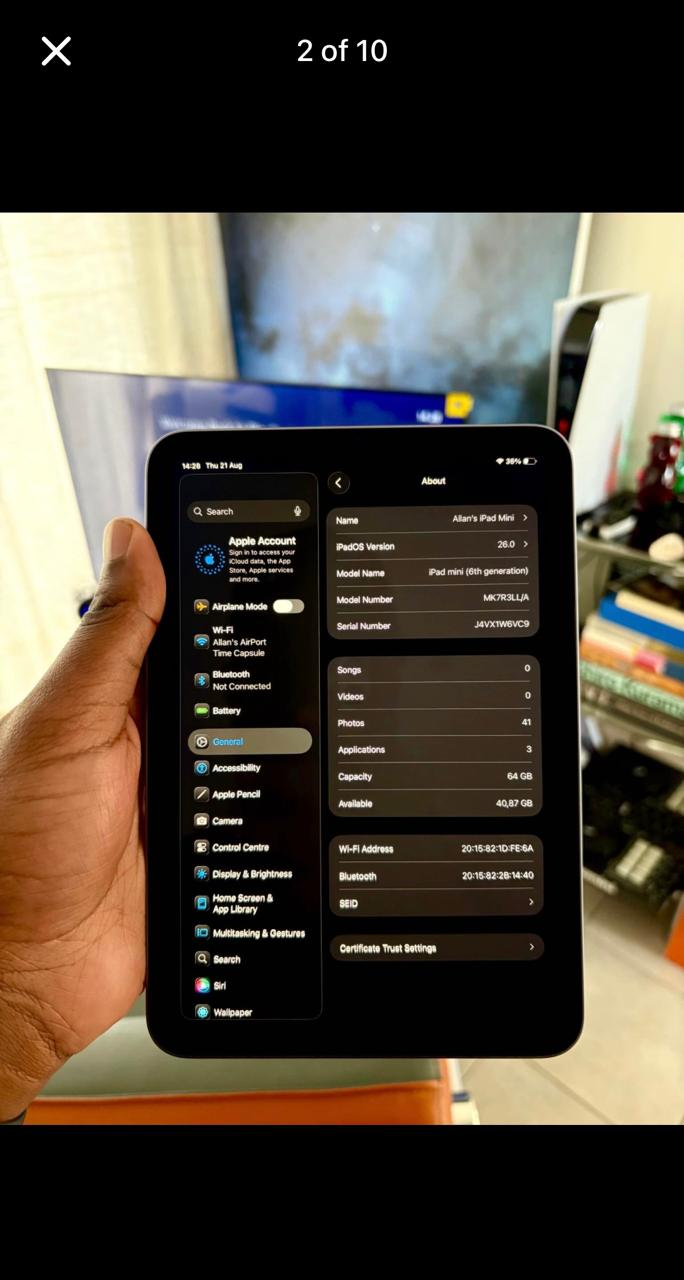 2 of 10
14:28 Thu 21 Aug
36%
Search
Apple Account
Sign in to access your
iCloud data, the App
Store, Apple services
and more.
Airplane Mode
Wi-Fi
Allan's AirPort
Time Capsule
Bluetooth
Not Connected
Battery
General
Accessibility
Apple Pencil
Camera
Control Centre
Display & Brightness
Home Screen &
App Library
Multitasking & Gestures
Search
Siri
Wallpaper
About
Name Allan's iPad Mini
iPadOS Version 26.0
Model Name iPad mini (6th generation)
Model Number MK7R3LL/A
Serial Number J4VX1W6VC9
Songs 0
Videos 0
Photos 41
Applications 3
Capacity 64 GB
Available 40,87 GB
Wi-Fi Address 20:15:82:1D:FE:6A
Bluetooth 20:15:82:2B:14:40
SEID
Certificate Trust Settings